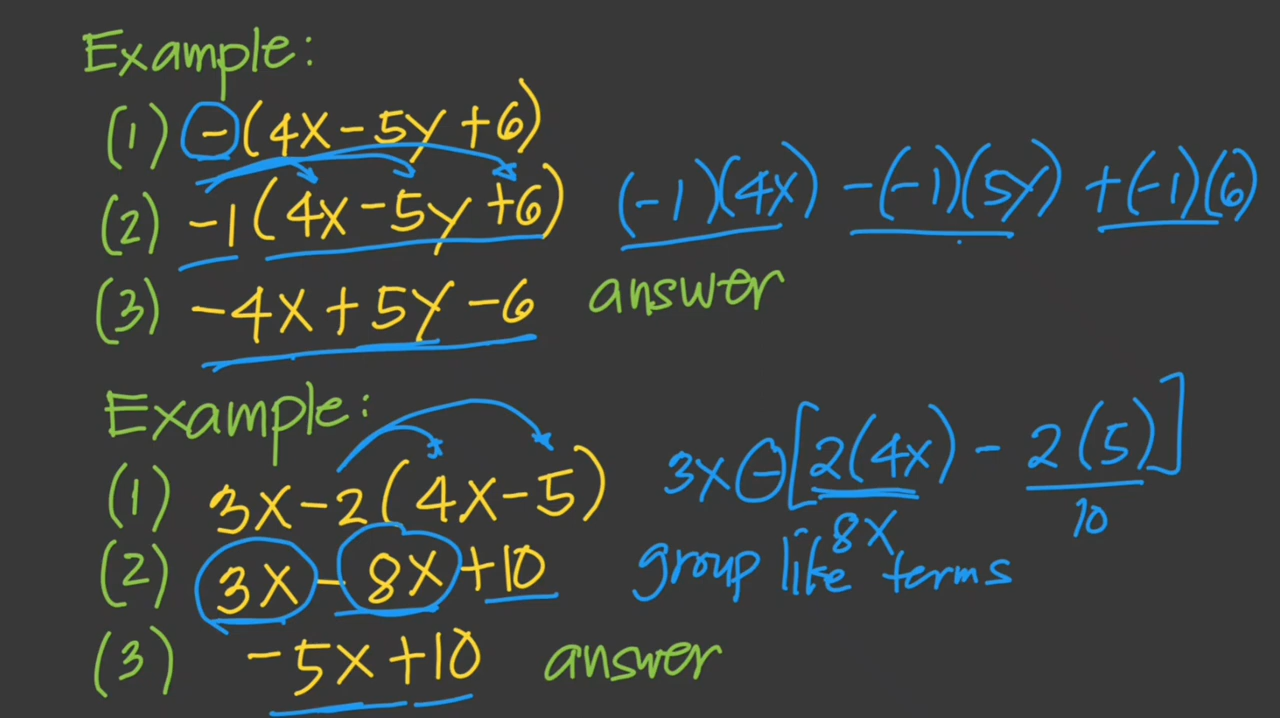 Example:
(1) -(4x-5y+6)
(2) -1(4x-5y+6) (-1)(4x) -(-1)(5y) +(-1)(6)
(3) -4x+5y-6 answer
Example:
(1) 3x-2(4x-5) 3x-[2(4x)-2(5)]
8x 10
(2) 3x-8x+10 group like terms
(3) -5x+10 answer